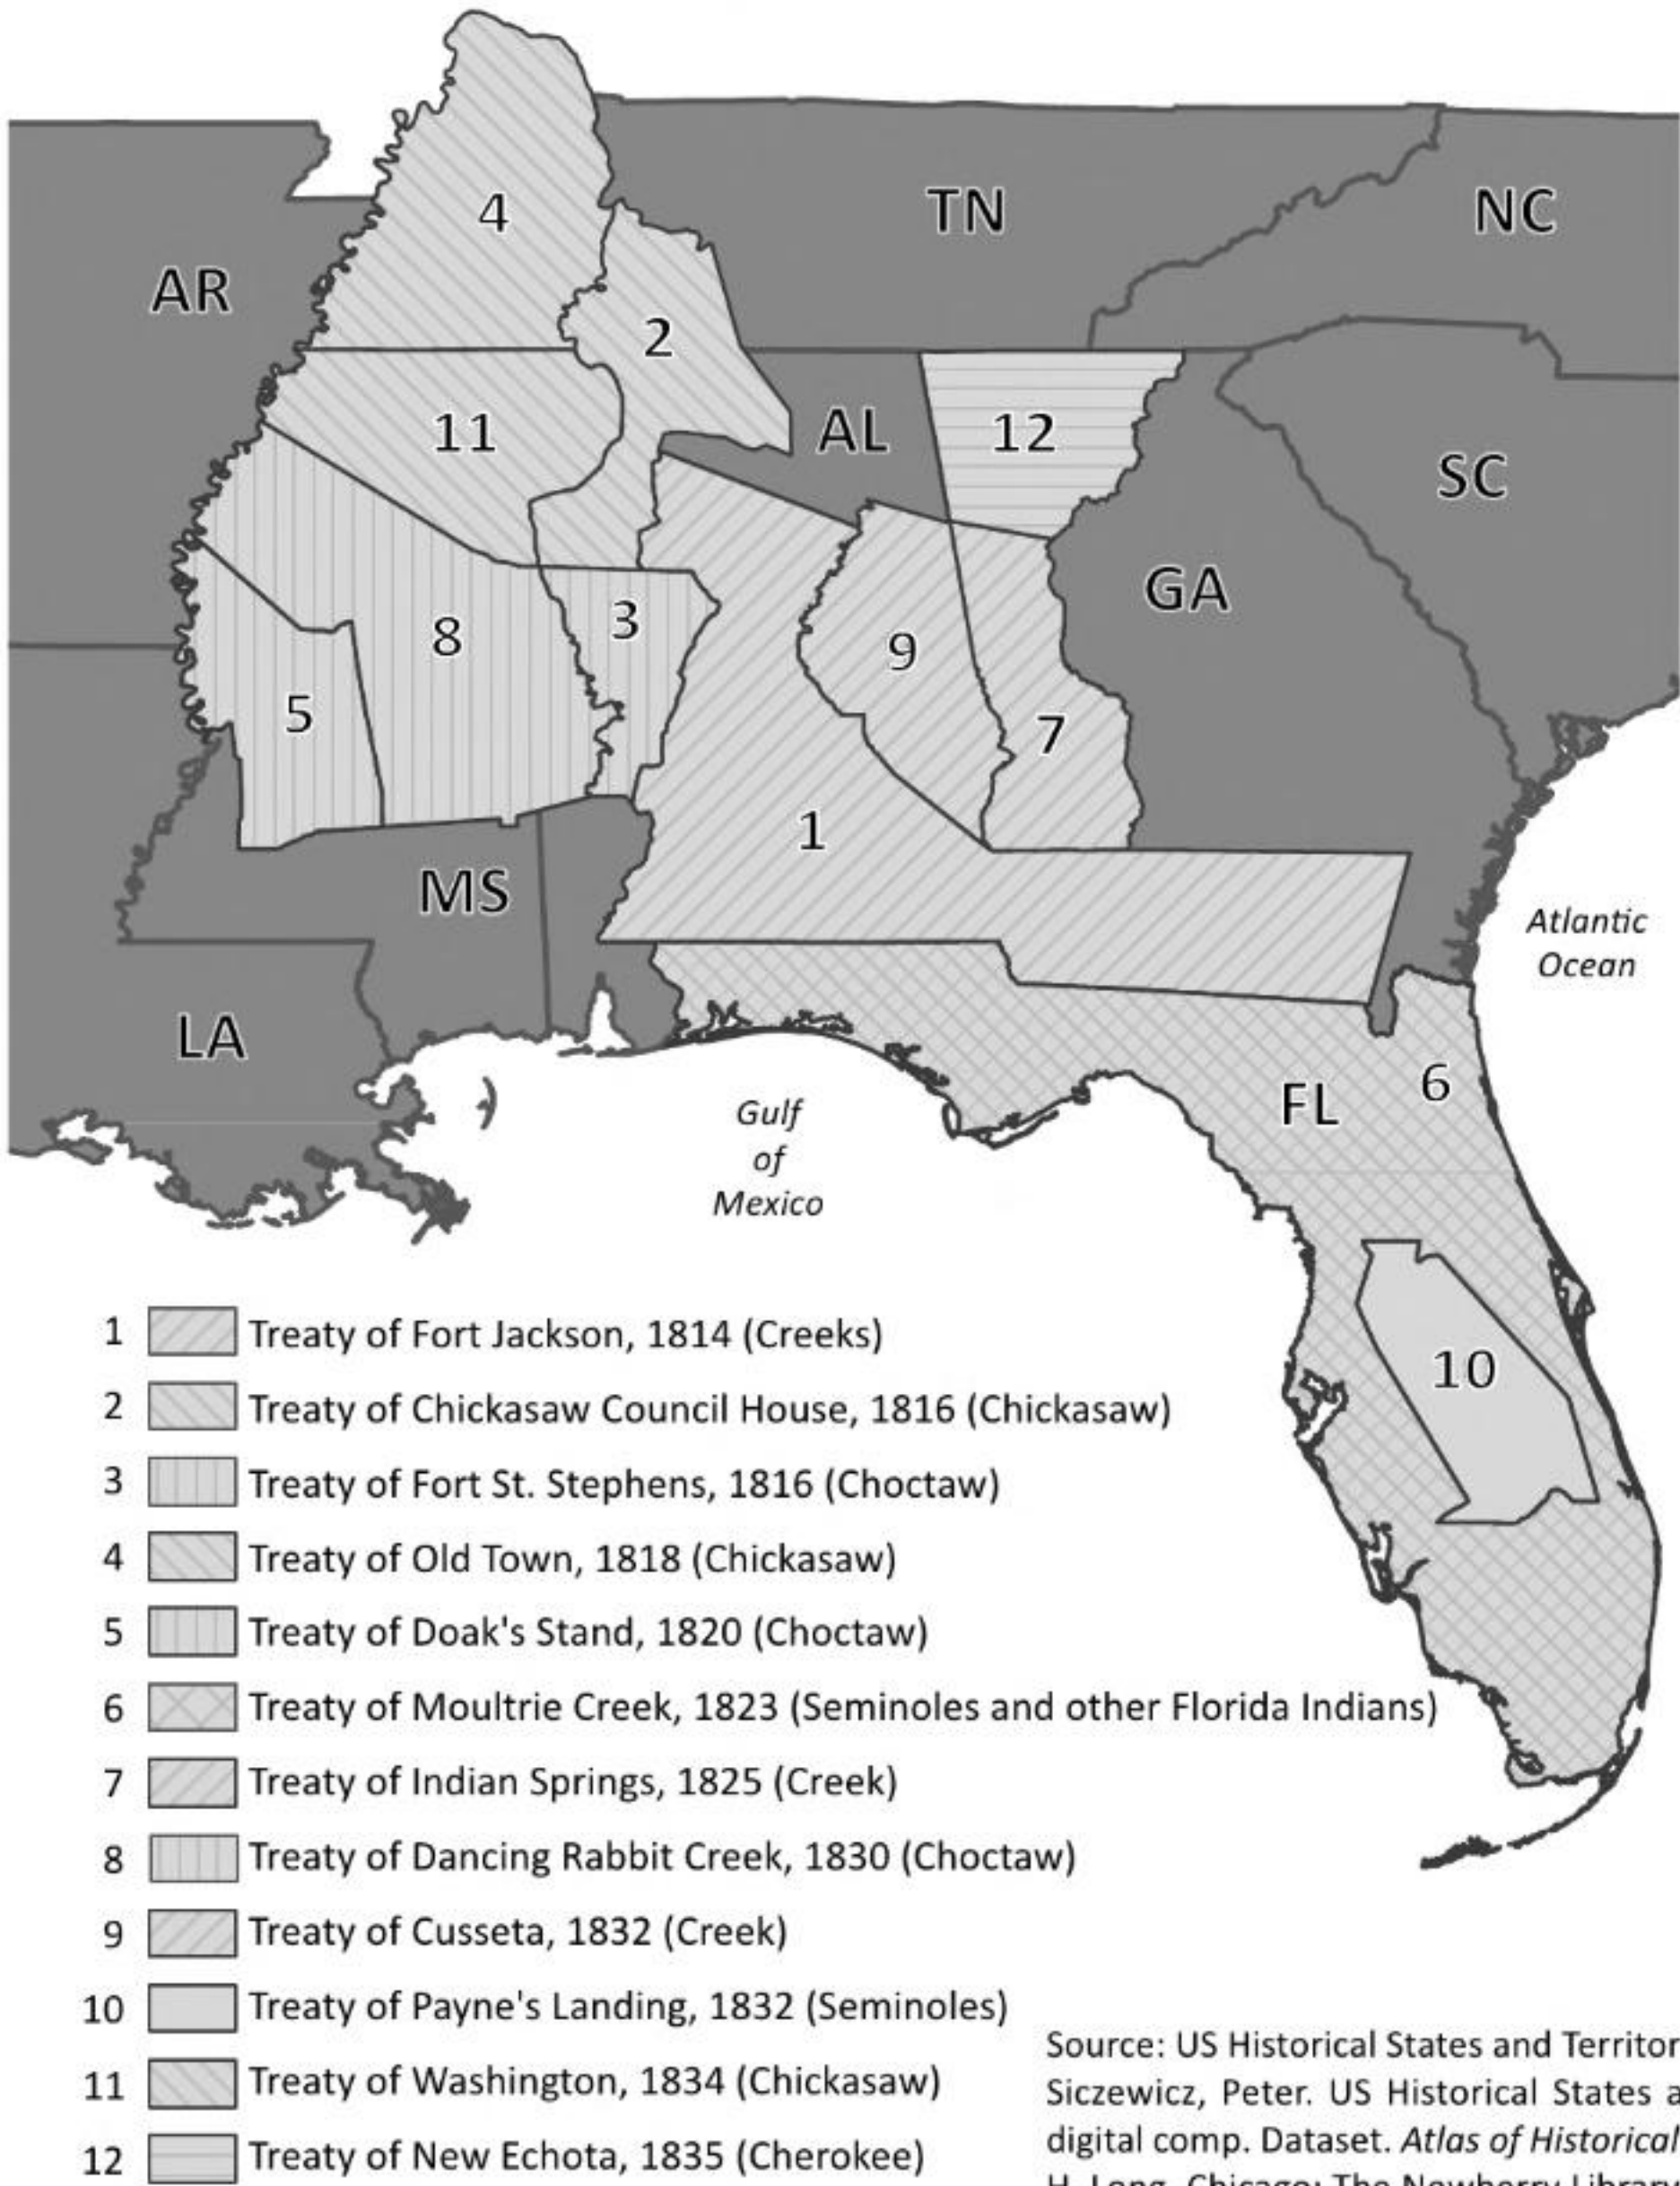 4
TN
NC
AR
2
11
AL
12
SC
GA
3
8
9
5
7
1
MS
Atlantic
Ocean
LA
6
FL
Gulf
of
Mexico
10
1 Treaty of Fort Jackson, 1814 (Creeks)
2 Treaty of Chickasaw Council House, 1816 (Chickasaw)
3 Treaty of Fort St. Stephens, 1816 (Choctaw)
4 Treaty of Old Town, 1818 (Chickasaw)
5 Treaty of Doak's Stand, 1820 (Choctaw)
6 Treaty of Moultrie Creek, 1823 (Seminoles and other Florida Indians)
7 Treaty of Indian Springs, 1825 (Creek)
8 Treaty of Dancing Rabbit Creek, 1830 (Choctaw)
9 Treaty of Cusseta, 1832 (Creek)
10 Treaty of Payne's Landing, 1832 (Seminoles)
11 Treaty of Washington, 1834 (Chickasaw)
12 Treaty of New Echota, 1835 (Cherokee)
Source: US Historical States and Territor
Siczewicz, Peter. US Historical States a
digital comp. Dataset. Atlas of Historical
H. Long. Chicago: The Newberry Library